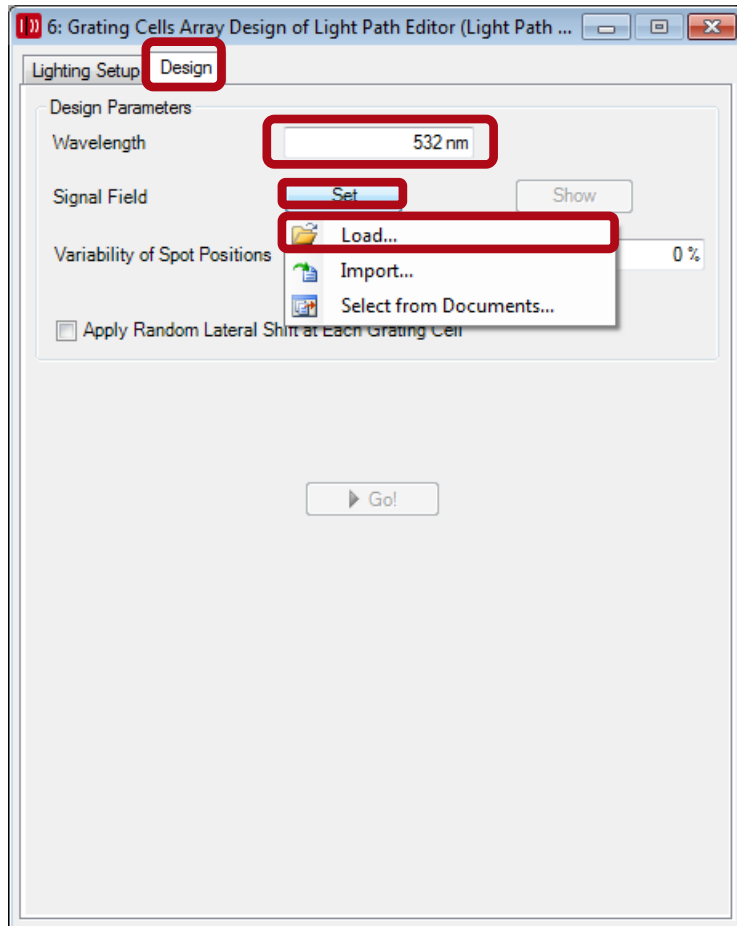 6: Grating Cells Array Design of Light Path Editor (Light Path ...
Lighting Setup Design
Design Parameters
Wavelength 532 nm
Signal Field Set Show
Load...
Variability of Spot Positions 0 %
Import...
Select from Documents...
Apply Random Lateral Shift at Each Grating Cell
Go!